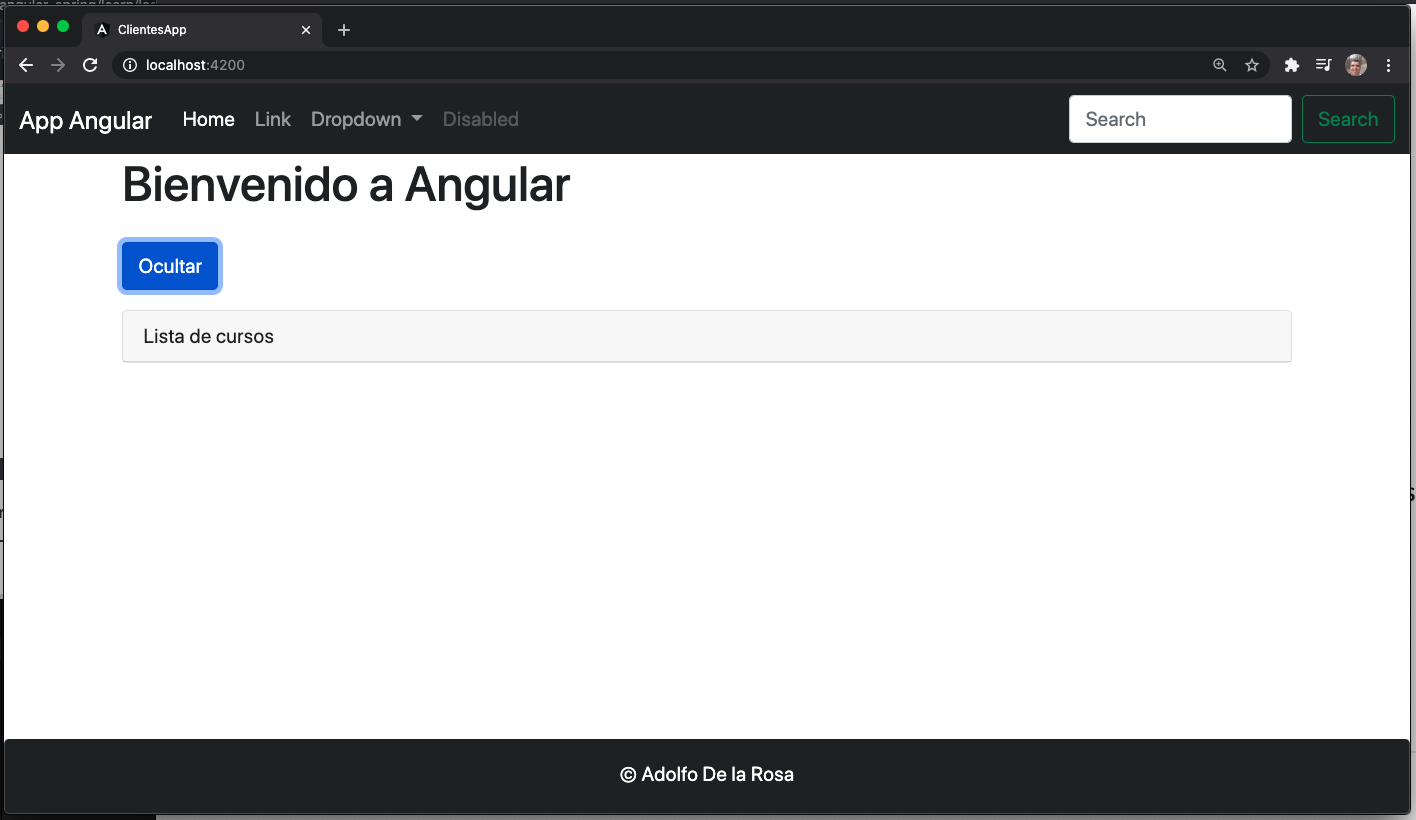 ClientesApp
localhost:4200
App Angular Home Link Dropdown Disabled Search Search
Bienvenido a Angular
Ocultar
Lista de cursos
© Adolfo De la Rosa